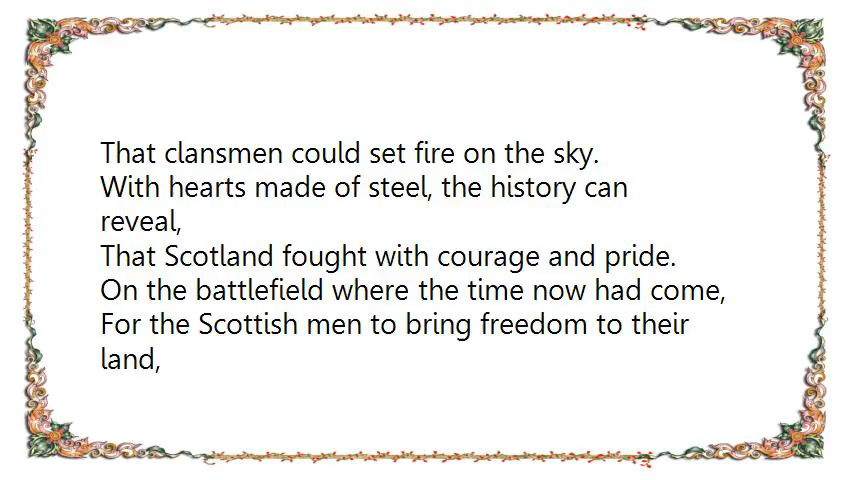 That clansmen could set fire on the sky.
With hearts made of steel, the history can
reveal,
That Scotland fought with courage and pride.
On the battlefield where the time now had come,
For the Scottish men to bring freedom to their
land,